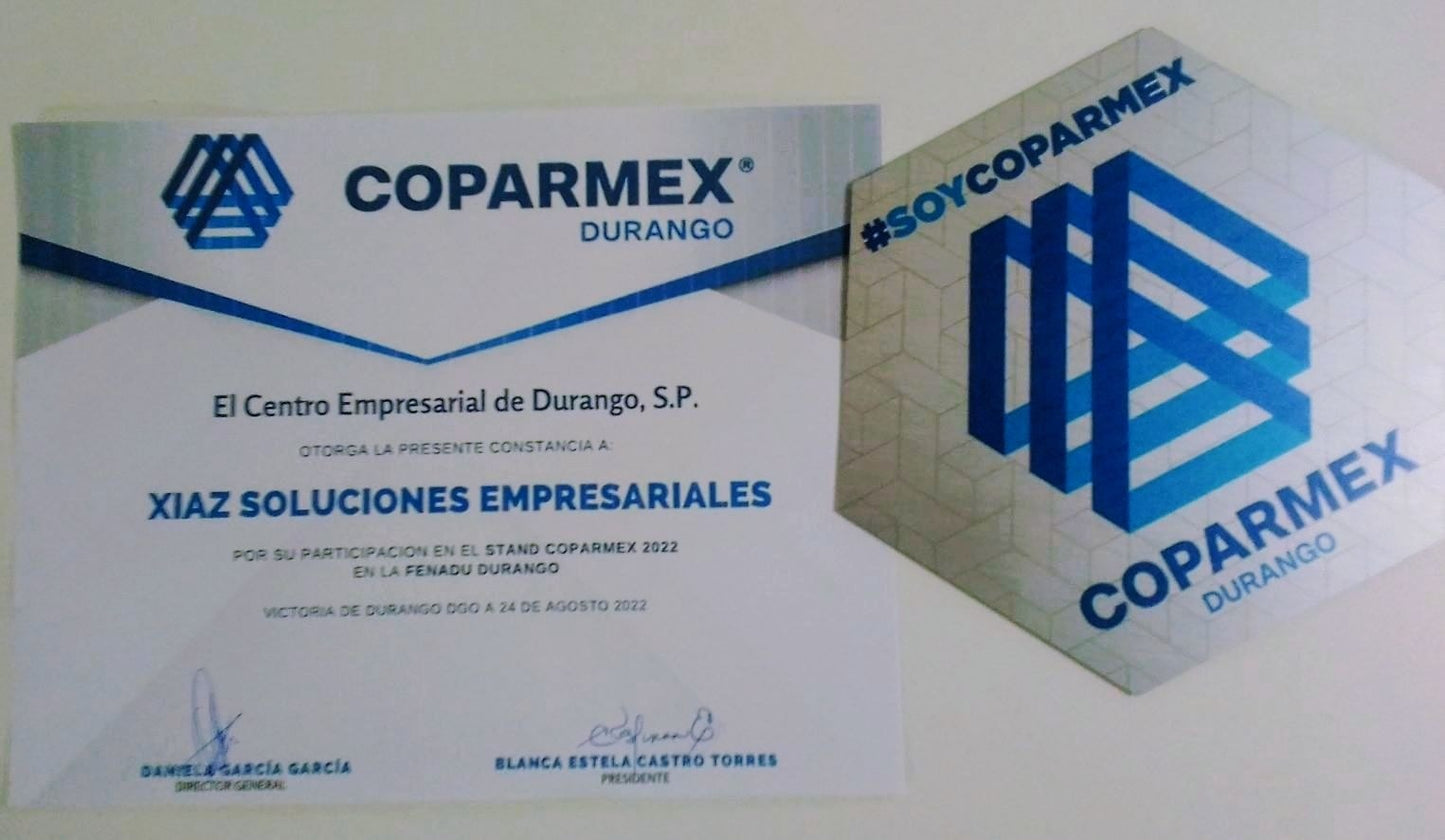 COPARMEX®
DURANGO
El Centro Empresarial de Durango, S.P.
OTORGA LA PRESENTE CONSTANCIA A:
XIAZ SOLUCIONES EMPRESARIALES
POR SU PARTICIPACION EN EL STAND COPARMEX 2022
EN LA FENADU DURANGO
VICTORIA DE DURANGO DGO A 24 DE AGOSTO 2022
DANIELA GARCÍA GARCÍA
DIRECTOR GENERAL
BLANCA ESTELA CASTRO TORRES
PRESIDENTE
#SOYCOPARMEX
COPARMEX
DURANGO